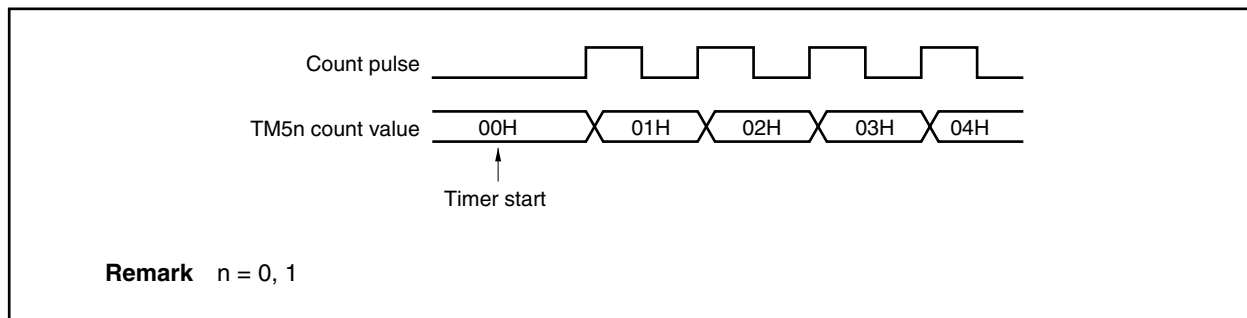 Count pulse
TM5n count value 00H 01H 02H 03H 04H
Timer start
Remark n = 0, 1